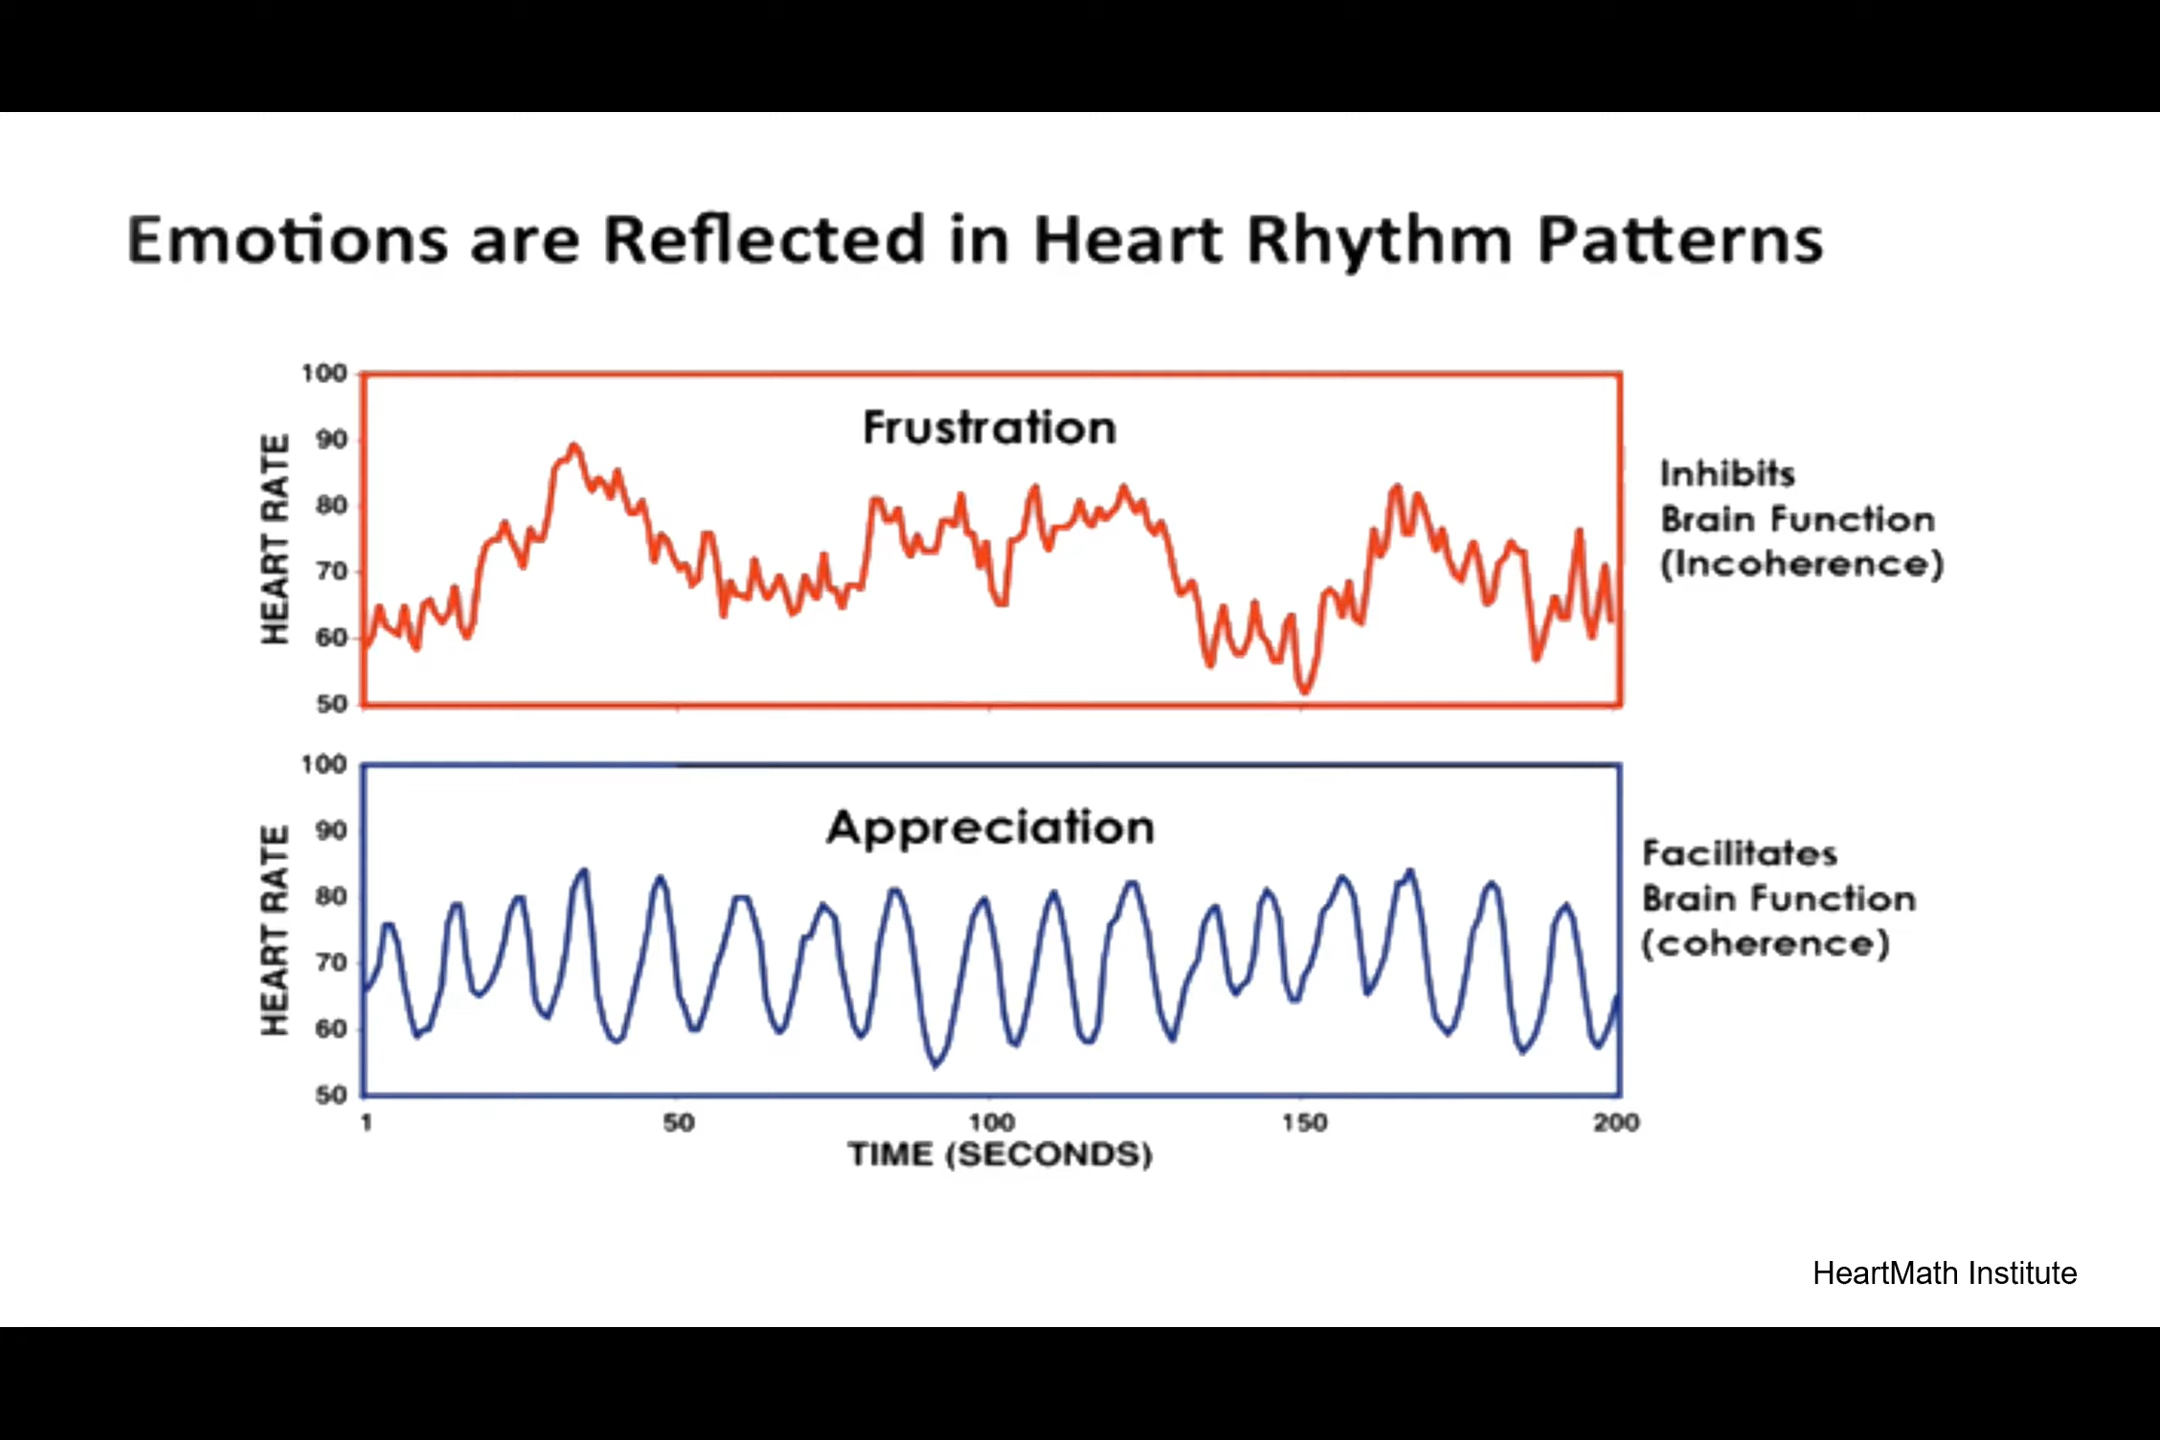 Emotions are Reflected in Heart Rhythm Patterns
100
90
80
70
60
50
HEART RATE
Frustration
Inhibits
Brain Function
(Incoherence)
100
90
80
70
60
50
HEART RATE
Appreciation
Facilitates
Brain Function
(coherence)
1 50 100 150 200
TIME (SECONDS)
HeartMath Institute